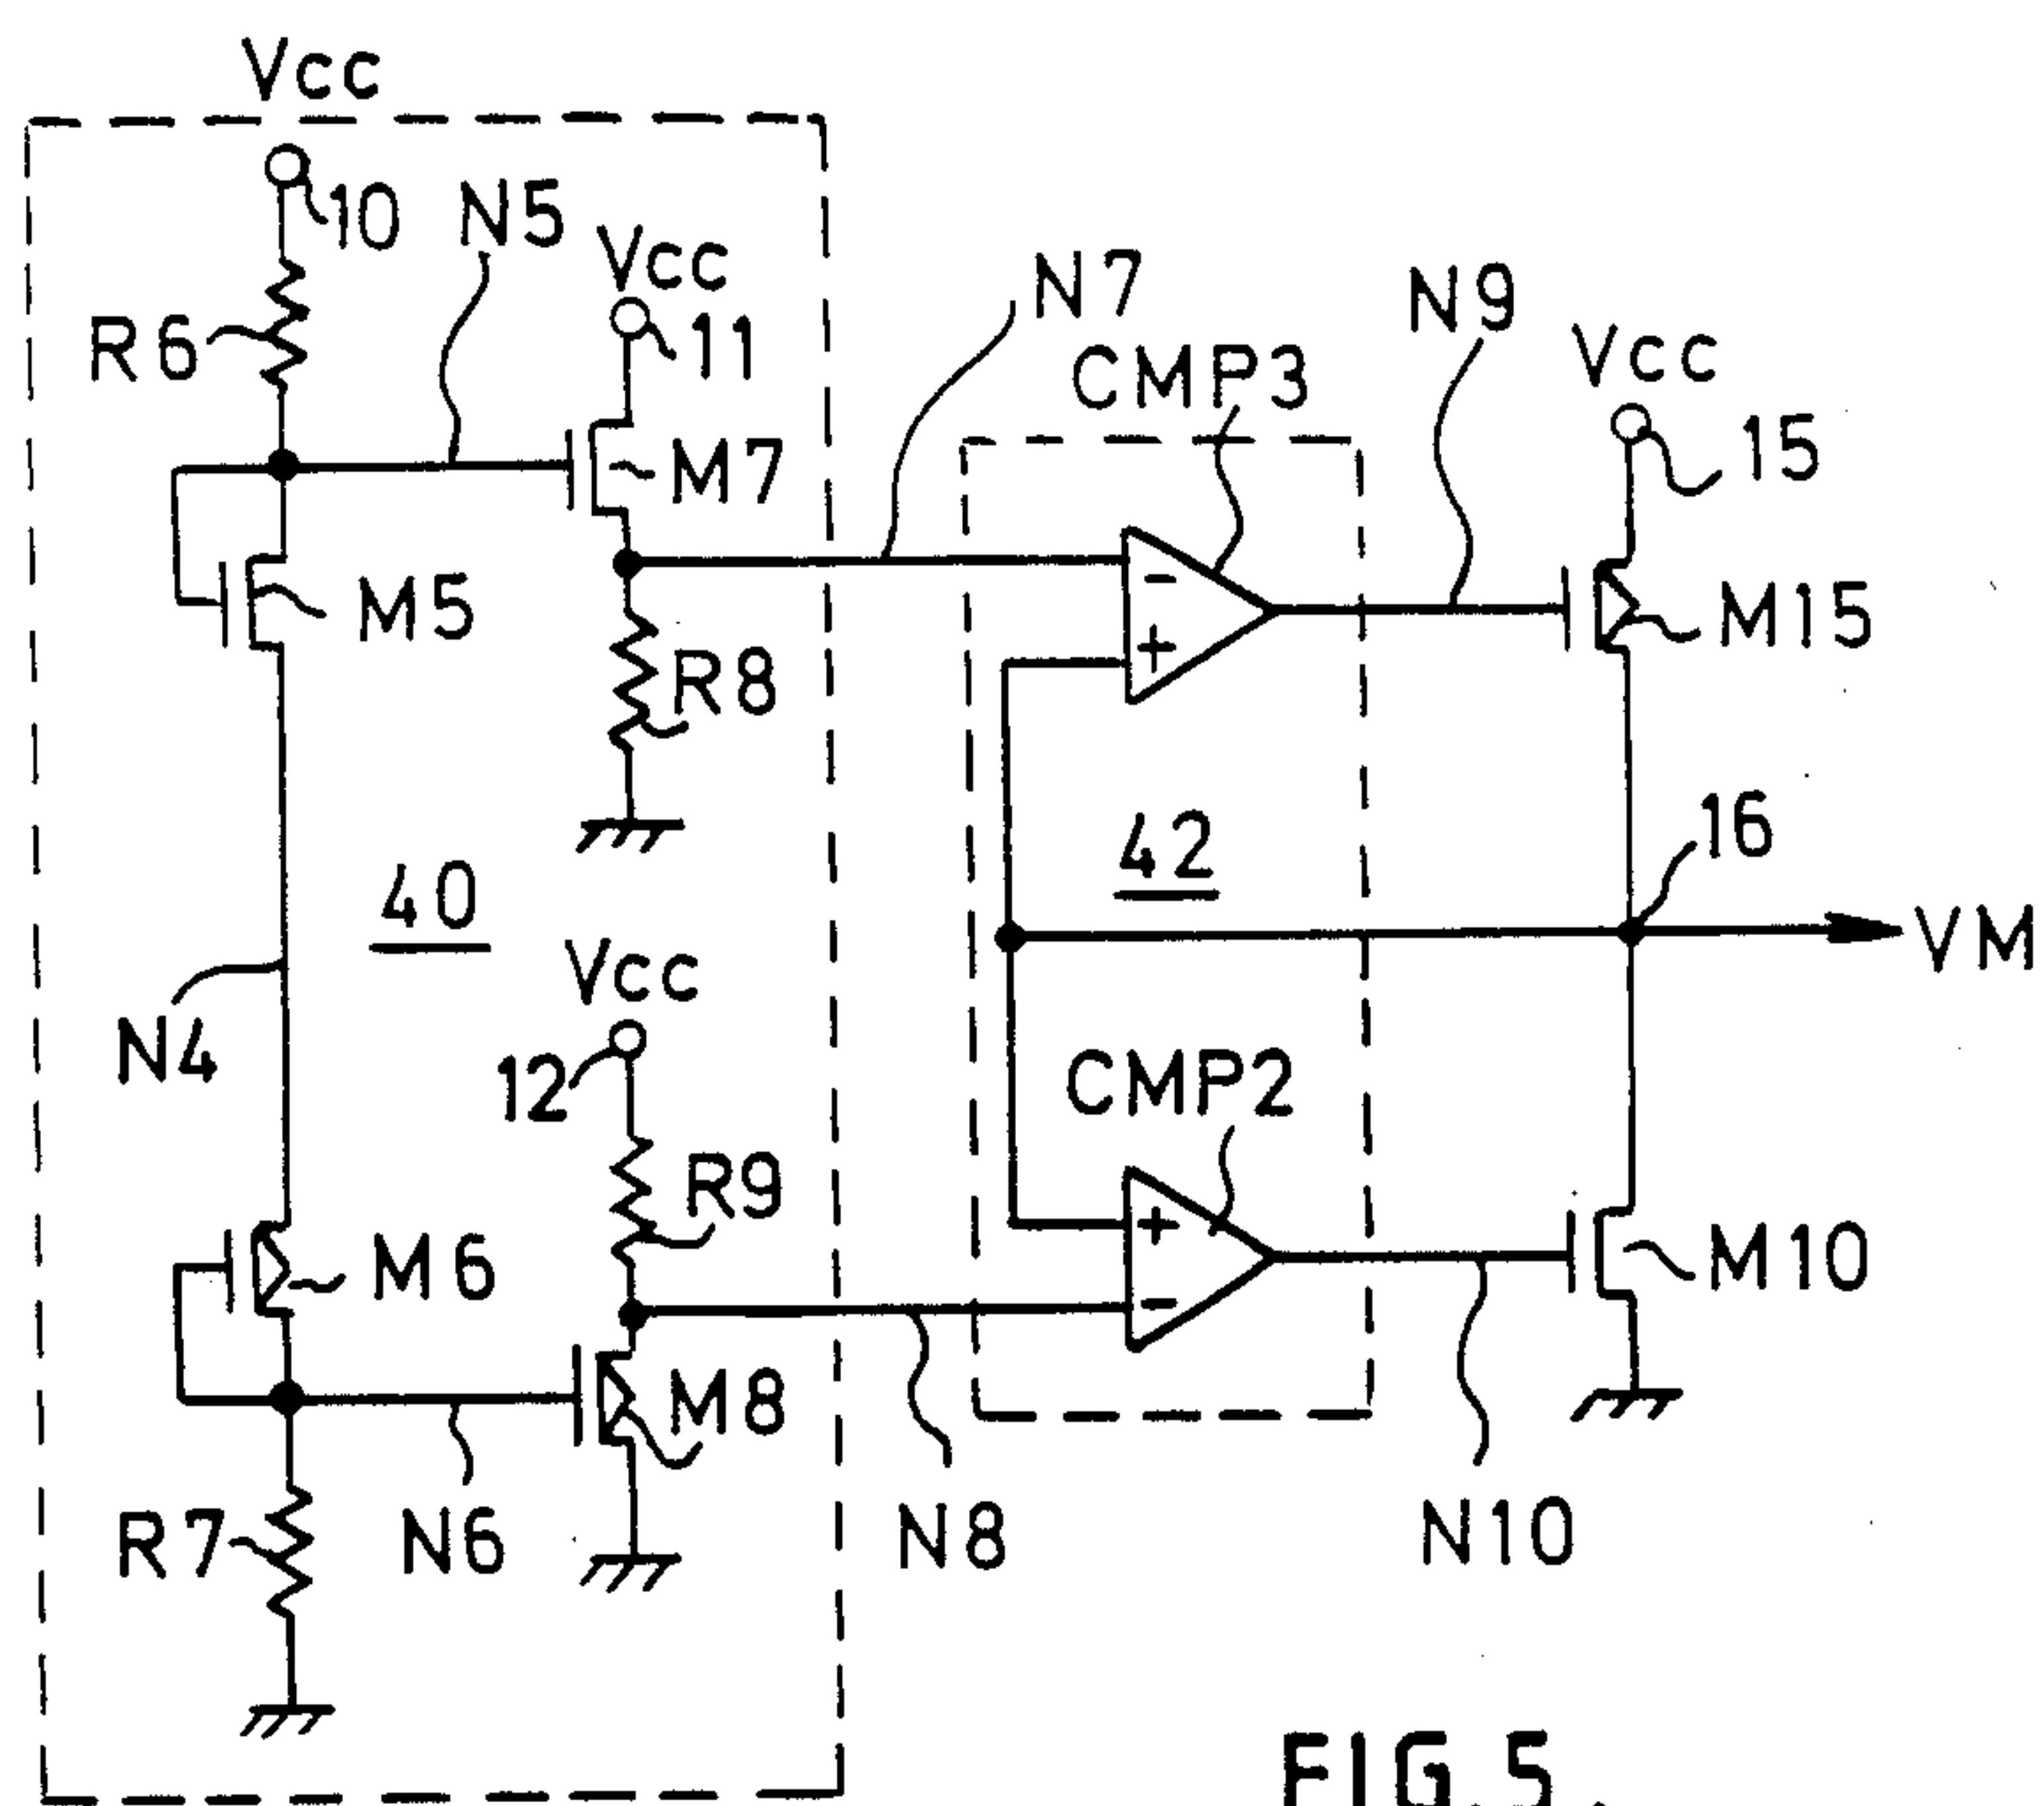 Vcc
10
N5
Vcc
11
R6
N7
N9
CMP3
Vcc
15
M7
M5
M15
R8
16
42
40
VM
Vcc
N4
12
CMP2
R9
M6
M10
M8
R7
N6
N8
N10
-
+
+
-
FIG.5.